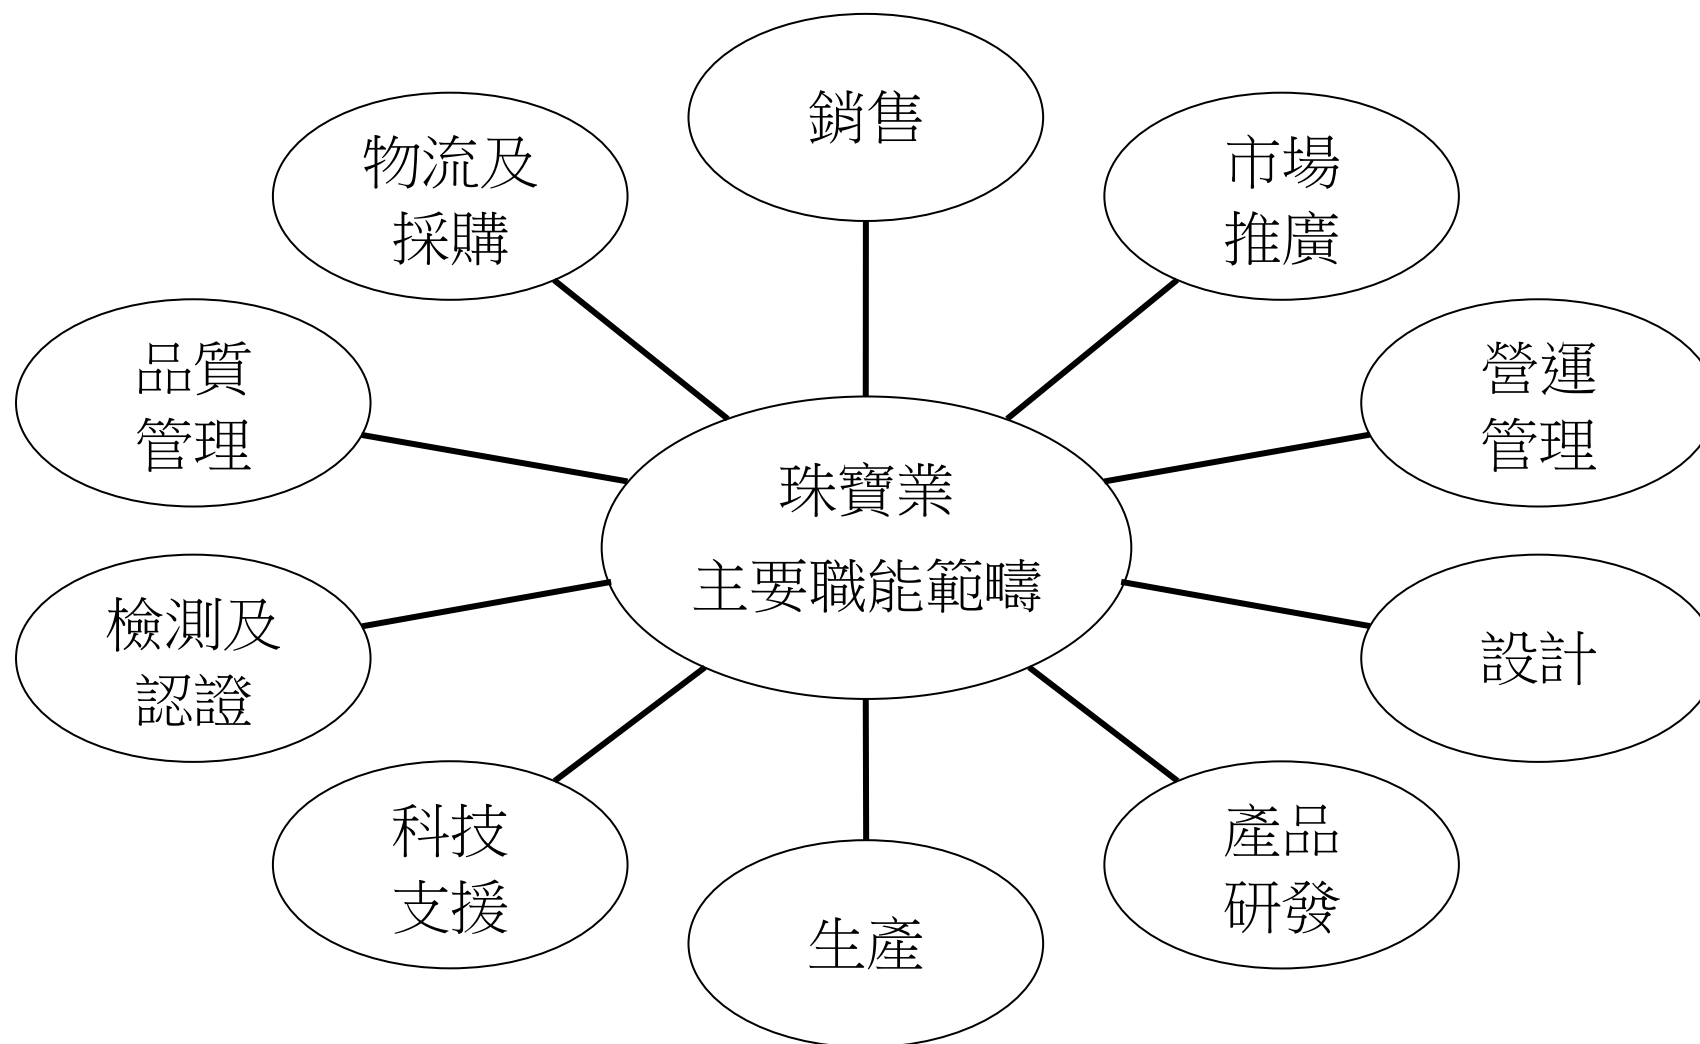 銷售
市場
推廣
營運
管理
設計
產品
研發
生產
科技
支援
檢測及
認證
品質
管理
物流及
採購
珠寶業
主要職能範疇